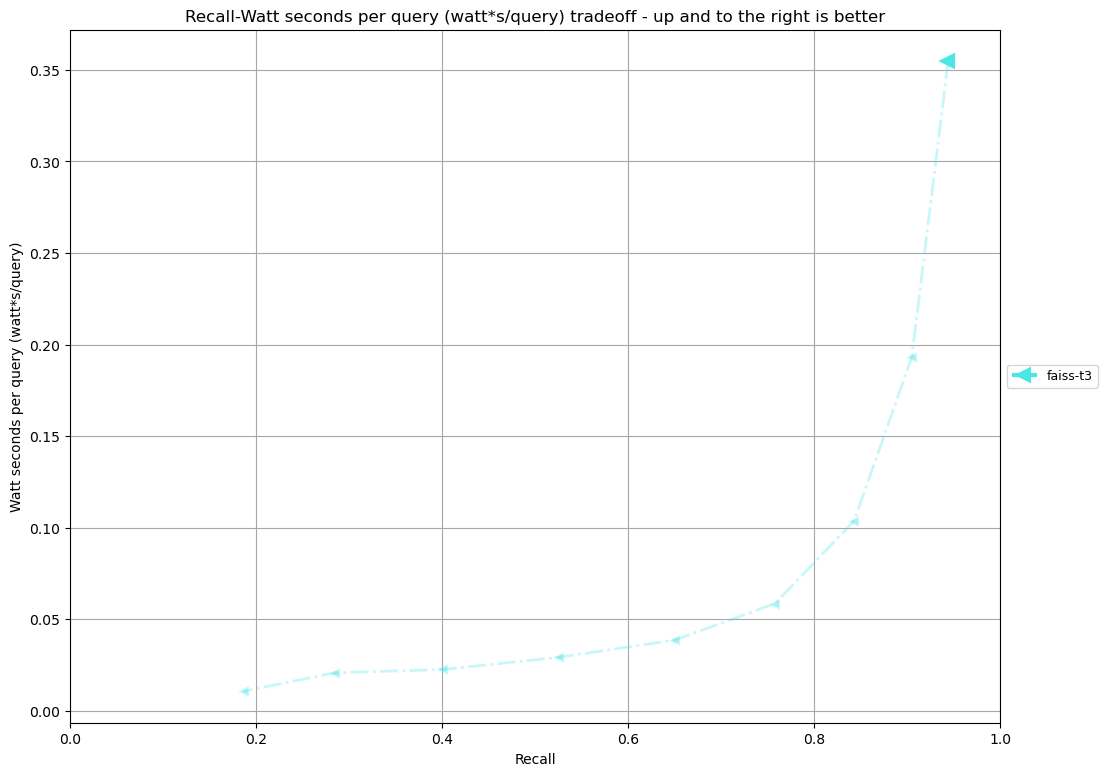 Recall-Watt seconds per query (watt*s/query) tradeoff - up and to the right is better
0.35
0.30
0.25
0.20
0.15
0.10
0.05
0.00
Watt seconds per query (watt*s/query)
0.0 0.2 0.4 0.6 0.8 1.0
Recall
faiss-t3